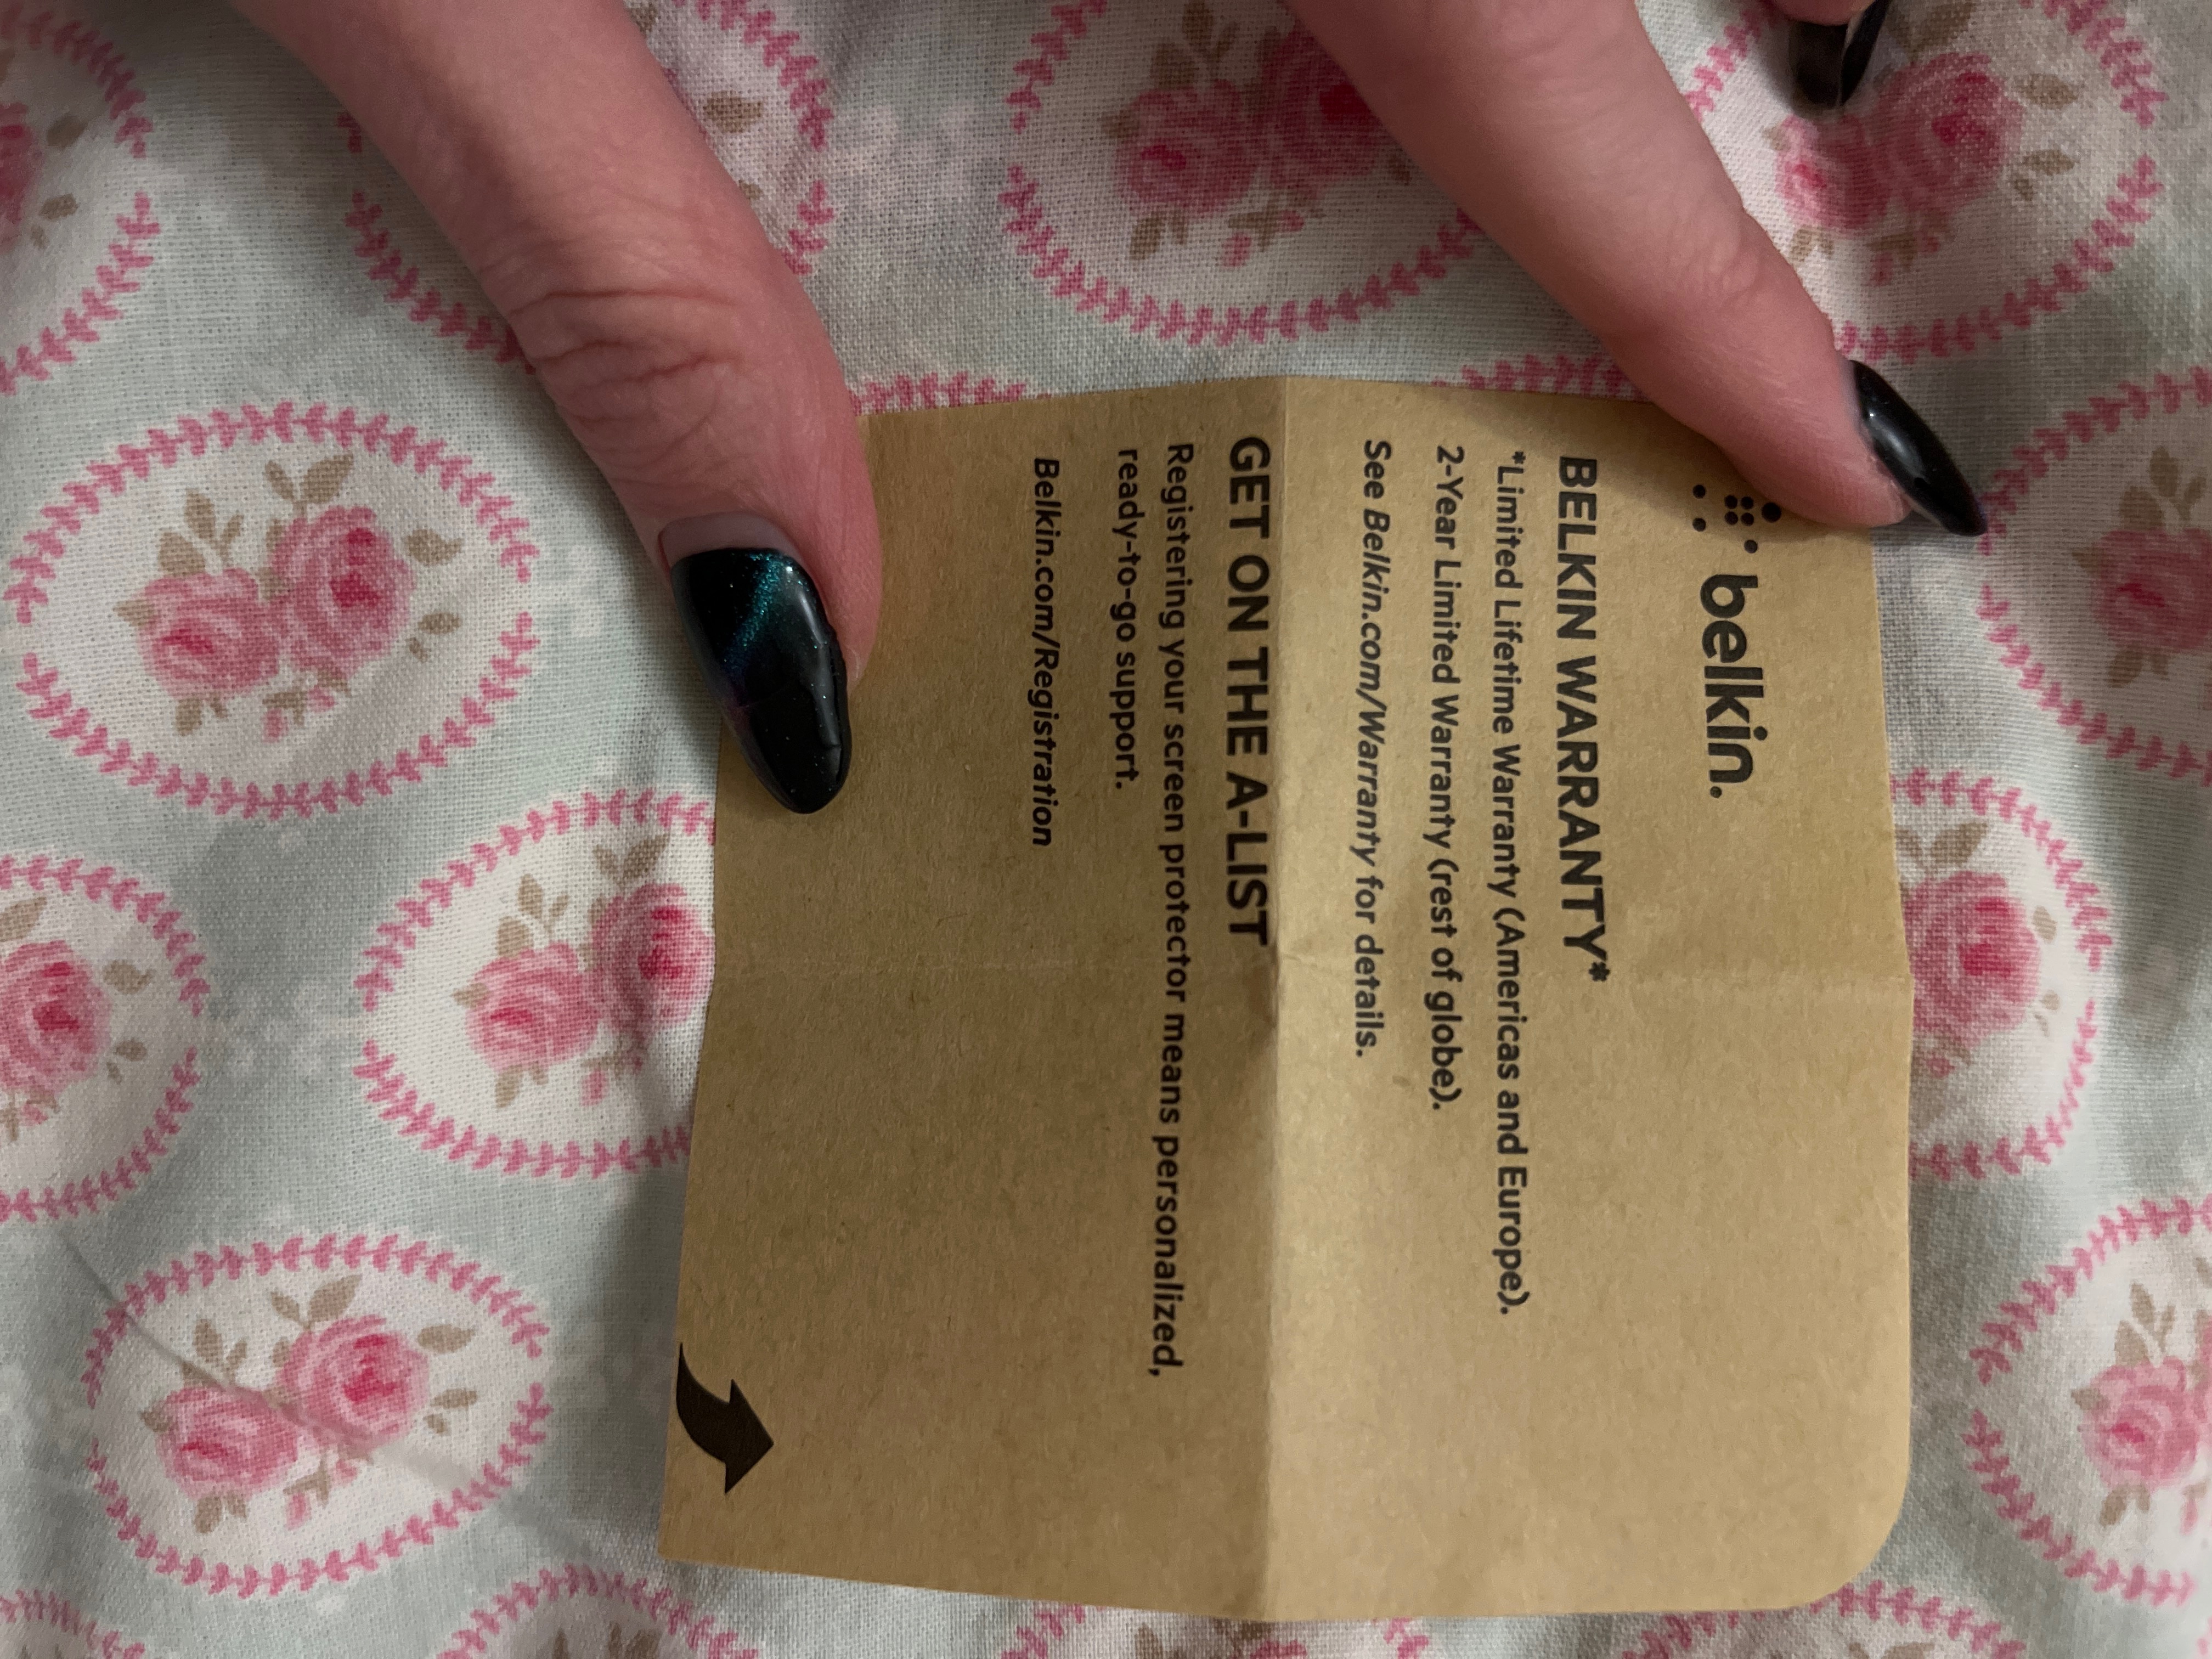 belkin.
BELKIN WARRANTY*
*Limited Lifetime Warranty (Americas and Europe).
2-Year Limited Warranty (rest of globe).
See Belkin.com/Warranty for details.
GET ON THE A-LIST
Registering your screen protector means personalized,
ready-to-go support.
Belkin.com/Registration